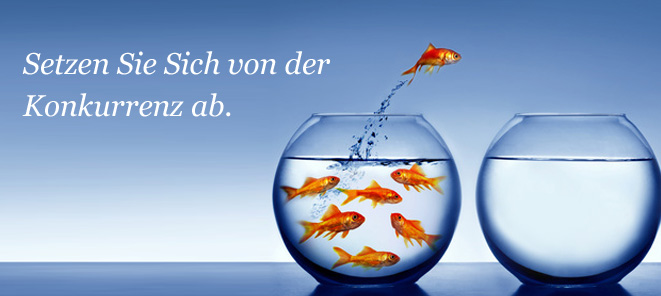 Setzen Sie Sich von der
Konkurrenz ab.